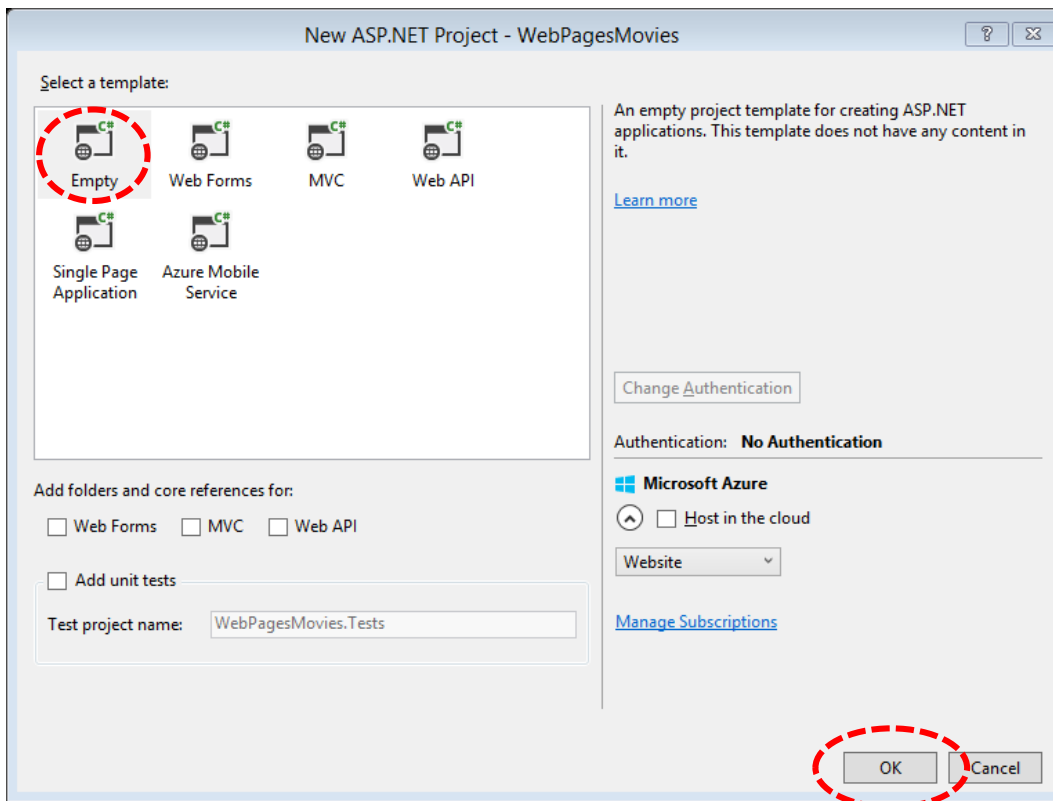 New ASP.NET Project - WebPagesMovies
?
Select a template:
C# C# C# C#
Empty Web Forms MVC Web API
C# C#
Single Page Azure Mobile
Application Service
An empty project template for creating ASP.NET
applications. This template does not have any content in
it.
Learn more
Change Authentication
Authentication: No Authentication
Microsoft Azure
Host in the cloud
Website
Manage Subscriptions
Add folders and core references for:
Web Forms MVC Web API
Add unit tests
Test project name: WebPagesMovies.Tests
OK Cancel